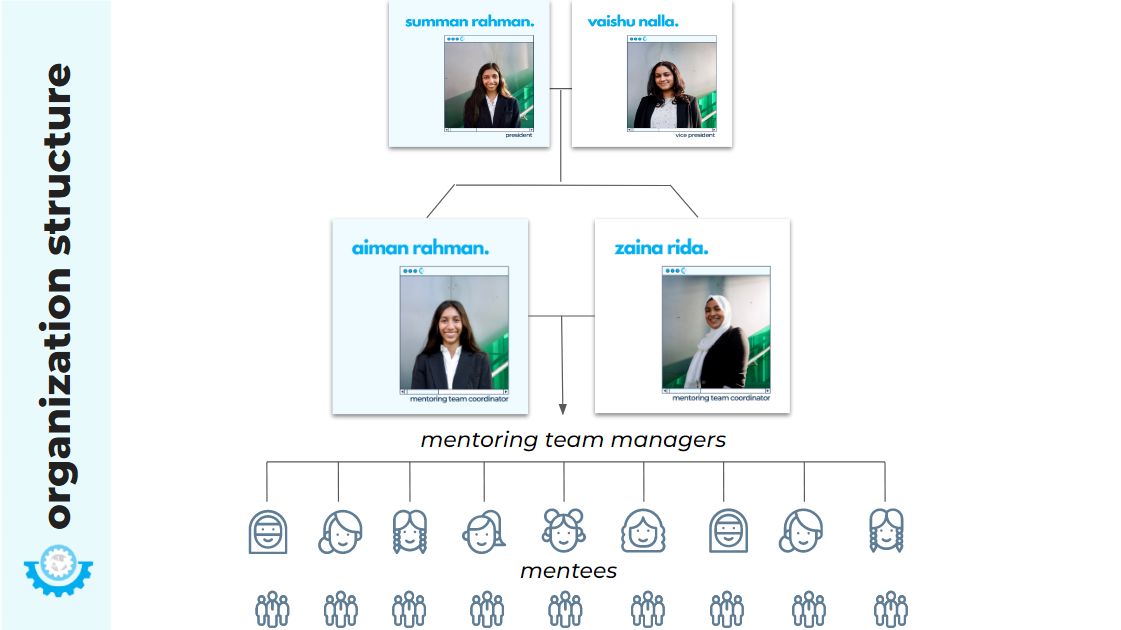 organization structure
summan rahman.
president
vaishu nalla.
vice president
aiman rahman.
mentoring team coordinator
zaina rida.
mentoring team coordinator
mentoring team managers
mentees